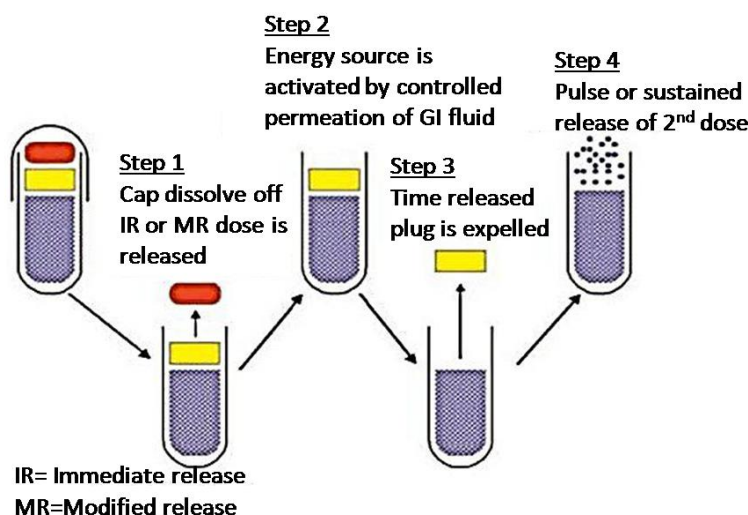 Step 1
Cap dissolve off
IR or MR dose is
released
Step 2
Energy source is
activated by controlled
permeation of GI fluid
Step 3
Time released
plug is expelled
Step 4
Pulse or sustained
release of 2nd dose
IR= Immediate release
MR=Modified release